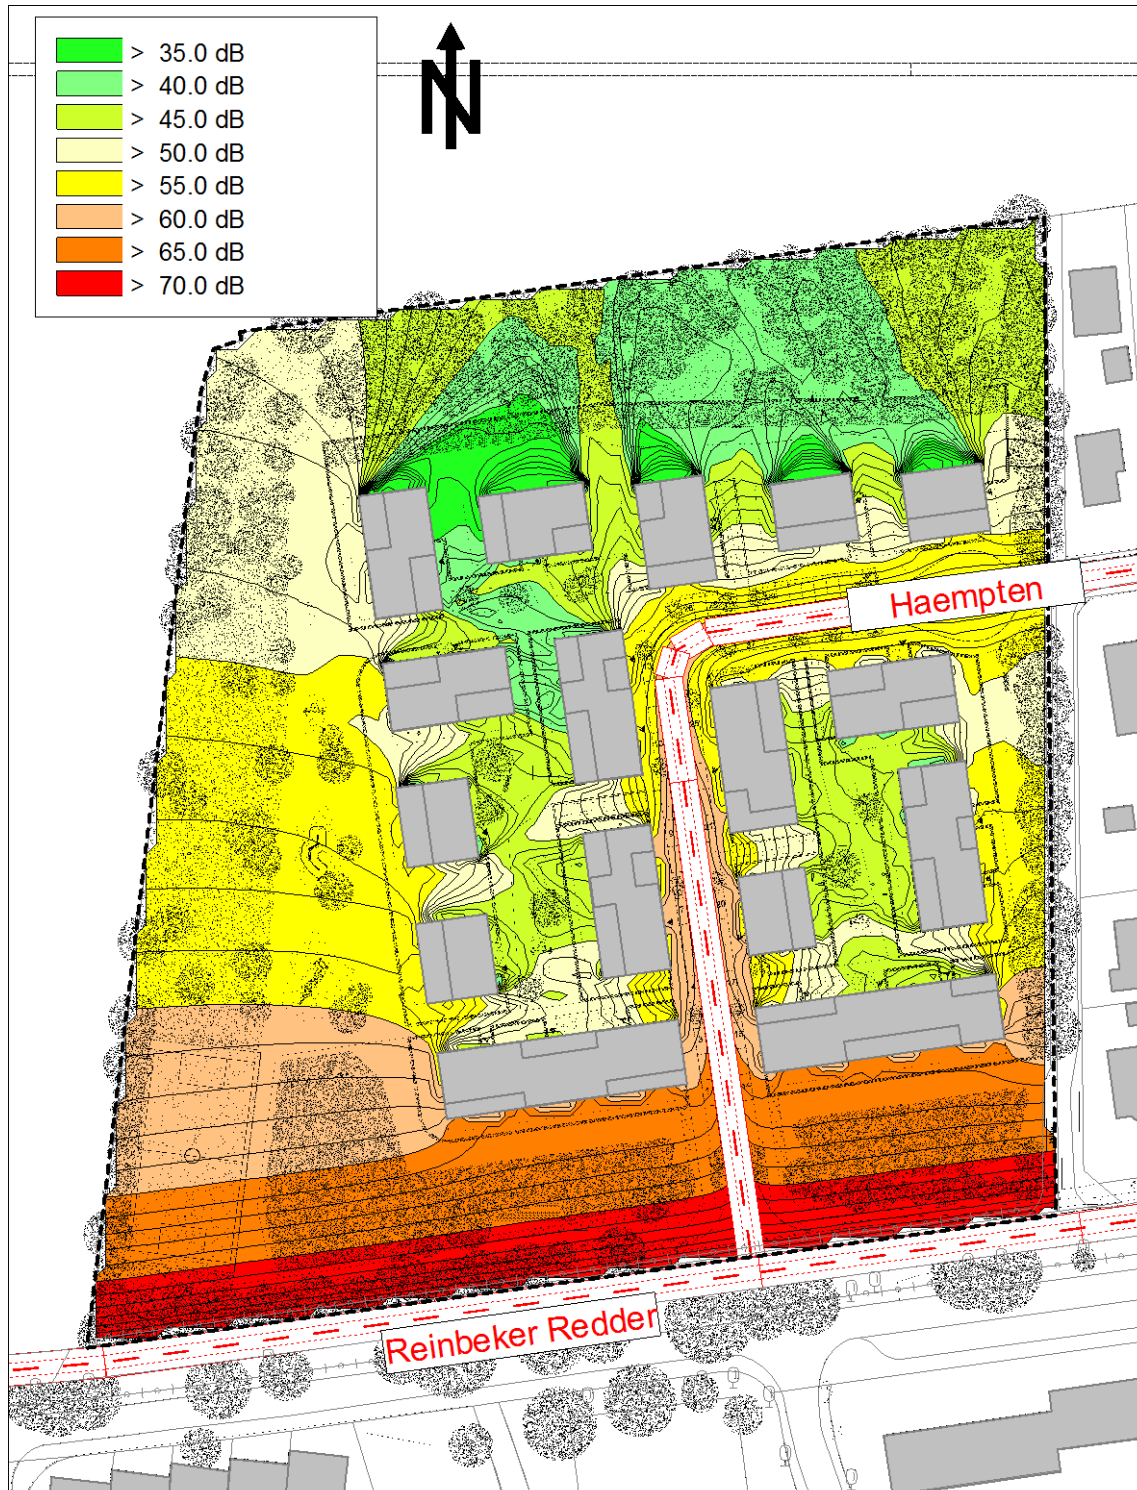 > 35.0 dB
> 40.0 dB
> 45.0 dB
> 50.0 dB
> 55.0 dB
> 60.0 dB
> 65.0 dB
> 70.0 dB
N
Haempten
Reinbeker Redder